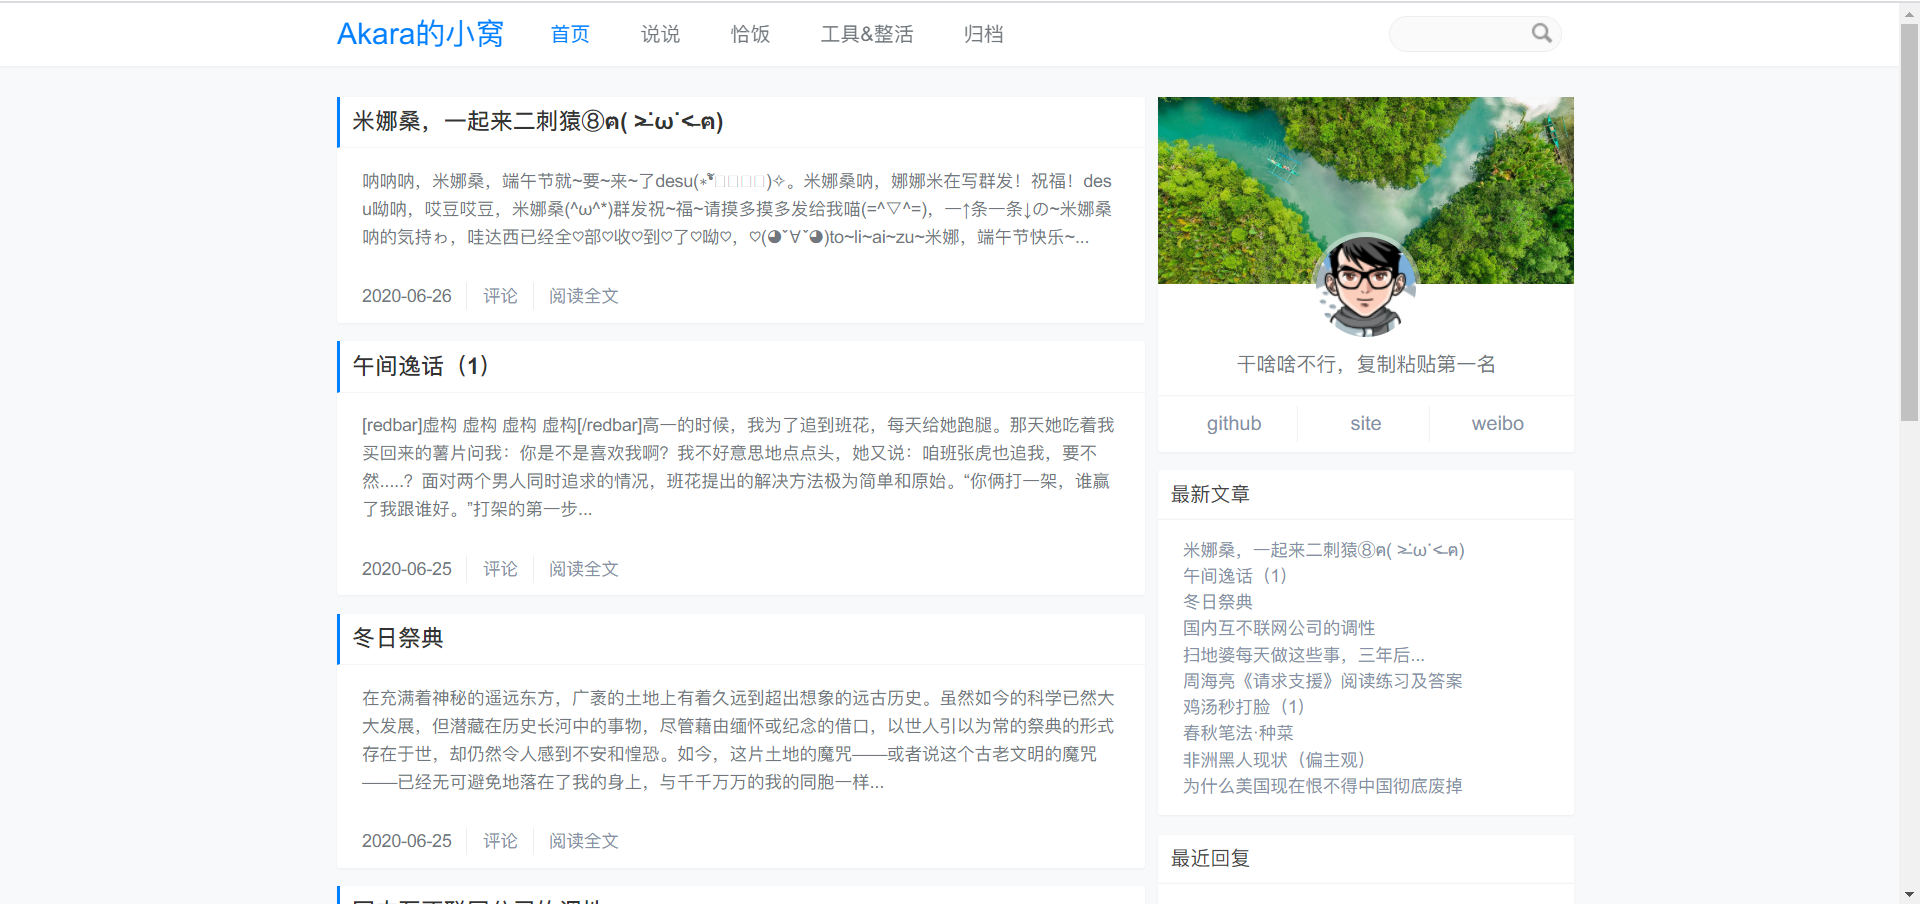 Akara的小窝 首页 说说 恰饭 工具&整活 归档
米娜桑，一起来二刺猿⑧ฅ( ˃̶͈ω˂̶͈ ฅ)
呐呐呐，米娜桑，端午节就~要~来~了desu(⁎❝᷀ົ )✧。米娜桑呐，娜娜米在写群发！祝福！des
u呦呐，哎豆哎豆，米娜桑(^ω^*)群发祝~福~请摸多摸多发给我喵(=^▽^=)，一↑条一条↓の~米娜桑
呐的気持ゎ，哇达西已经全♡部♡收♡到♡了♡呦♡，♡(◕ˇ∀ˇ◕)to~li~ai~zu~米娜，端午节快乐~...
2020-06-26 评论 阅读全文
午间逸话（1）
[redbar]虚构 虚构 虚构 虚构[/redbar]高一的时候，我为了追到班花，每天给她跑腿。那天她吃着我
买回来的薯片问我：你是不是喜欢我啊？我不好意思地点点头，她又说：咱班张虎也追我，要不
然.....？面对两个男人同时追求的情况，班花提出的解决方法极为简单和原始。“你俩打一架，谁赢
了我跟谁好。”打架的第一步...
2020-06-25 评论 阅读全文
冬日祭典
在充满着神秘的遥远东方，广袤的土地上有着久远到超出想象的远古历史。虽然如今的科学已然大
大发展，但潜藏在历史长河中的事物，尽管藉由缅怀或纪念的借口，以世人引以为常的祭典的形式
存在于世，却仍然令人感到不安和惶恐。如今，这片土地的魔咒——或者说这个古老文明的魔咒
——已经无可避免地落在了我的身上，与千千万万的我的同胞一样...
2020-06-25 评论 阅读全文
国内互不联网公司的调性
干啥啥不行，复制粘贴第一名
github site weibo
最新文章
米娜桑，一起来二刺猿⑧ฅ( ˃̶͈ω˂̶͈ ฅ)
午间逸话（1）
冬日祭典
国内互不联网公司的调性
扫地婆每天做这些事，三年后...
周海亮《请求支援》阅读练习及答案
鸡汤秒打脸（1）
春秋笔法·种菜
非洲黑人现状（偏主观）
为什么美国现在恨不得中国彻底废掉
最近回复